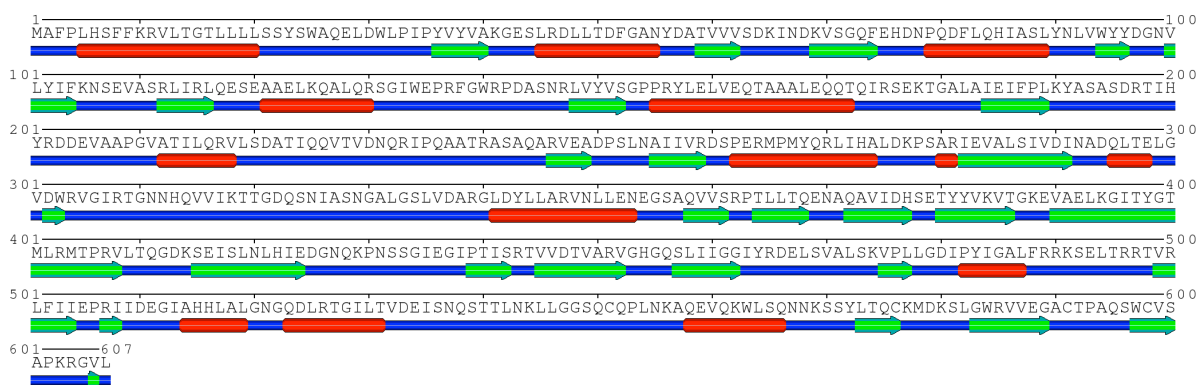 1 100
MAFPLHSFFKRVLTGTLLLLSSYSWAQELDWLPIPYVYVAKGESLRDLLTDFGANYDATVVVSDKINDKVSGQFEHDNPQDFLQHIASLYNLVWYYDGNV
101 200
LYIFKNSEVASRLIRLQESEAAELKQALQRSGIWEPRFGWRPDASNRLVYVSGPPRYLELVEQTAAALEQQTQIRSEKTGALAIEIFPLKYASASDRTIH
201 300
YRDDEVAAPGVATILQRVLSDATIQQVTVDNQRIPQAATRASAQARVEADPSLNAIIVRDSPERMPMYQRLIHALDKPSARIEVALSIVDINADQLTELG
301 400
VDWRVGIRTGNNHQVVIKTTGDQSNIASNGALGSLVDARGLDYLLARVNLLENEGSAQVVSRPTLLTQENAQAVIDHSETYYVKVTGKEVAELKGITYGT
401 500
MLRMTPRVLTQGDKSEISLNLHIEDGNQKPNSSGIEGIPTISRTVVDTVARVGHGQSLIIGGIYRDELSVALSKVPLLGDIPYIGALFRRKSELTRRTVR
501 600
LFIIEPRIIDEGIAHHLALGNGQDLRTGILTVDEISNQSTTLNKLLGGSQCQPLNKAQEVQKWLSQNNKSSYLTQCKMDKSLGWRVVEGACTPAQSWCVS
601 607
APKRGVL